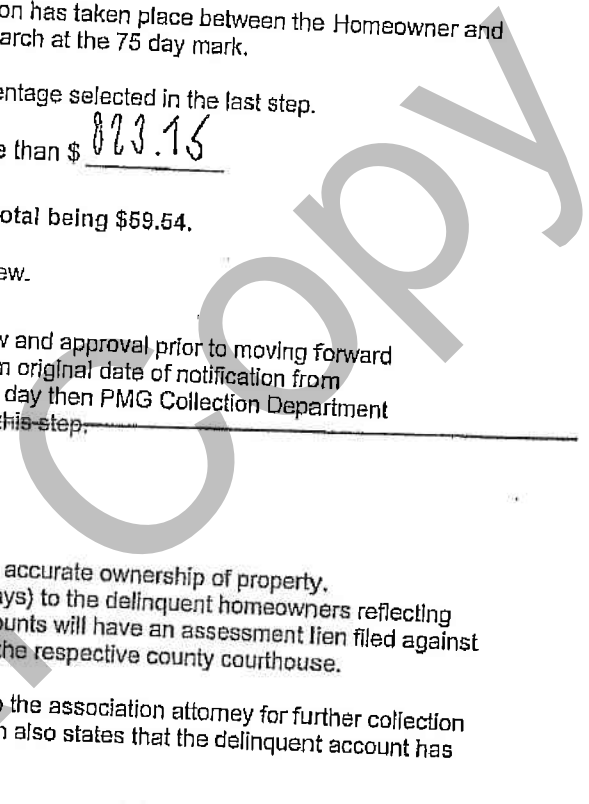 on has taken place between the Homeowner and
arch at the 75 day mark.
entage selected in the last step.
e than $ 823.15
otal being $59.54.
ew.
w and approval prior to moving forward
m original date of notification from
day then PMG Collection Department
this step.
accurate ownership of property.
ays) to the delinquent homeowners reflecting
ounts will have an assessment lien filed against
the respective county courthouse.
o the association attorney for further collection
n also states that the delinquent account has
Copy